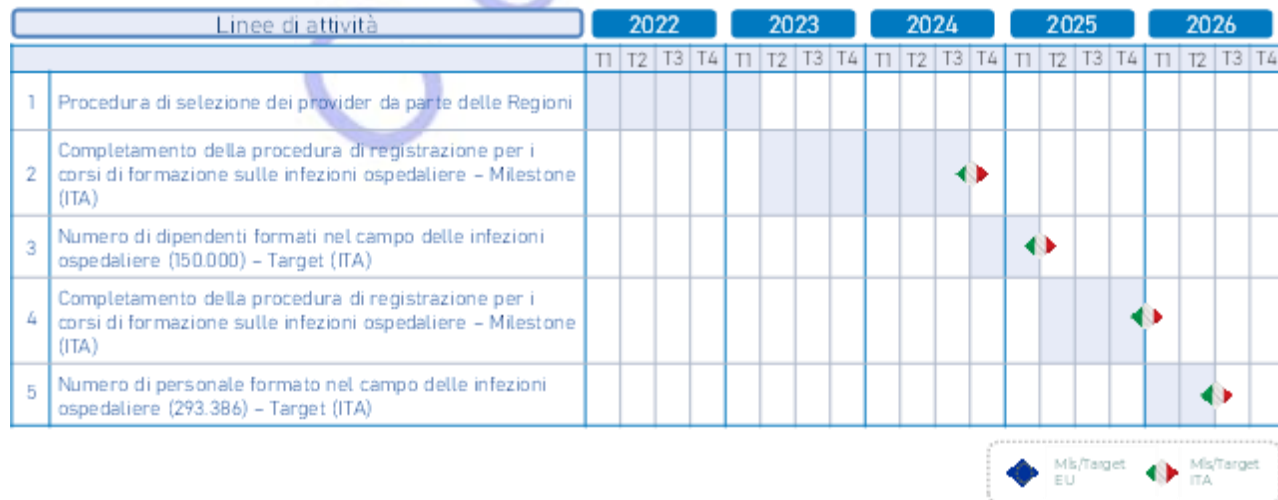 Linee di attività 2022 2023 2024 2025 2026
T1 T2 T3 T4 T1 T2 T3 T4 T1 T2 T3 T4 T1 T2 T3 T4 T1 T2 T3 T4
1 Procedura di selezione dei provider da parte delle Regioni
Completamento della procedura di registrazione per i
2 corsi di formazione sulle infezioni ospedaliere – Milestone
(ITA)
3 Numero di dipendenti formati nel campo delle infezioni
ospedaliere (150.000) – Target (ITA)
Completamento della procedura di registrazione per i
4 corsi di formazione sulle infezioni ospedaliere – Milestone
(ITA)
5 Numero di personale formato nel campo delle infezioni
ospedaliere (293.386) – Target (ITA)
Mls/Target Mls/Target
EU ITA